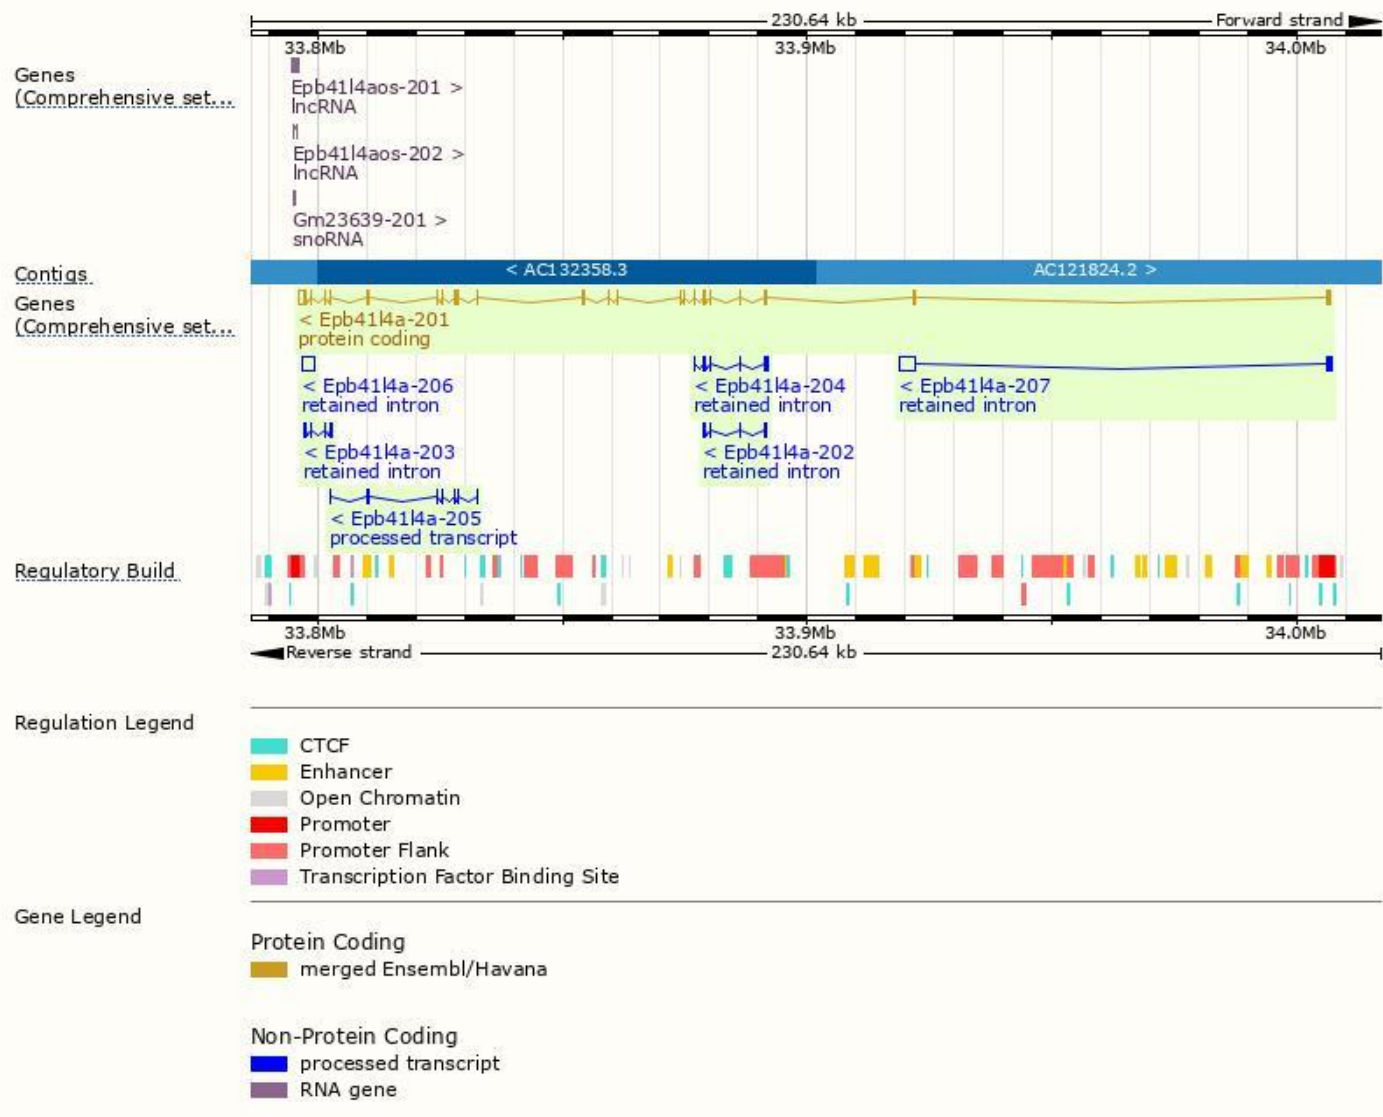 230.64 kb
Forward strand
33.8Mb 33.9Mb 34.0Mb
Genes
(Comprehensive set...
Epb41l4aos-201 >
lncRNA
Epb41l4aos-202 >
lncRNA
Gm23639-201 >
snoRNA
Contigs
< AC132358.3
AC121824.2 >
Genes
(Comprehensive set...
< Epb41l4a-201
protein coding
< Epb41l4a-206
retained intron
< Epb41l4a-204
retained intron
< Epb41l4a-207
retained intron
< Epb41l4a-203
retained intron
< Epb41l4a-202
retained intron
< Epb41l4a-205
processed transcript
Regulatory Build
33.8Mb 33.9Mb 34.0Mb
Reverse strand
230.64 kb
Regulation Legend
CTCF
Enhancer
Open Chromatin
Promoter
Promoter Flank
Transcription Factor Binding Site
Gene Legend
Protein Coding
merged Ensembl/Havana
Non-Protein Coding
processed transcript
RNA gene